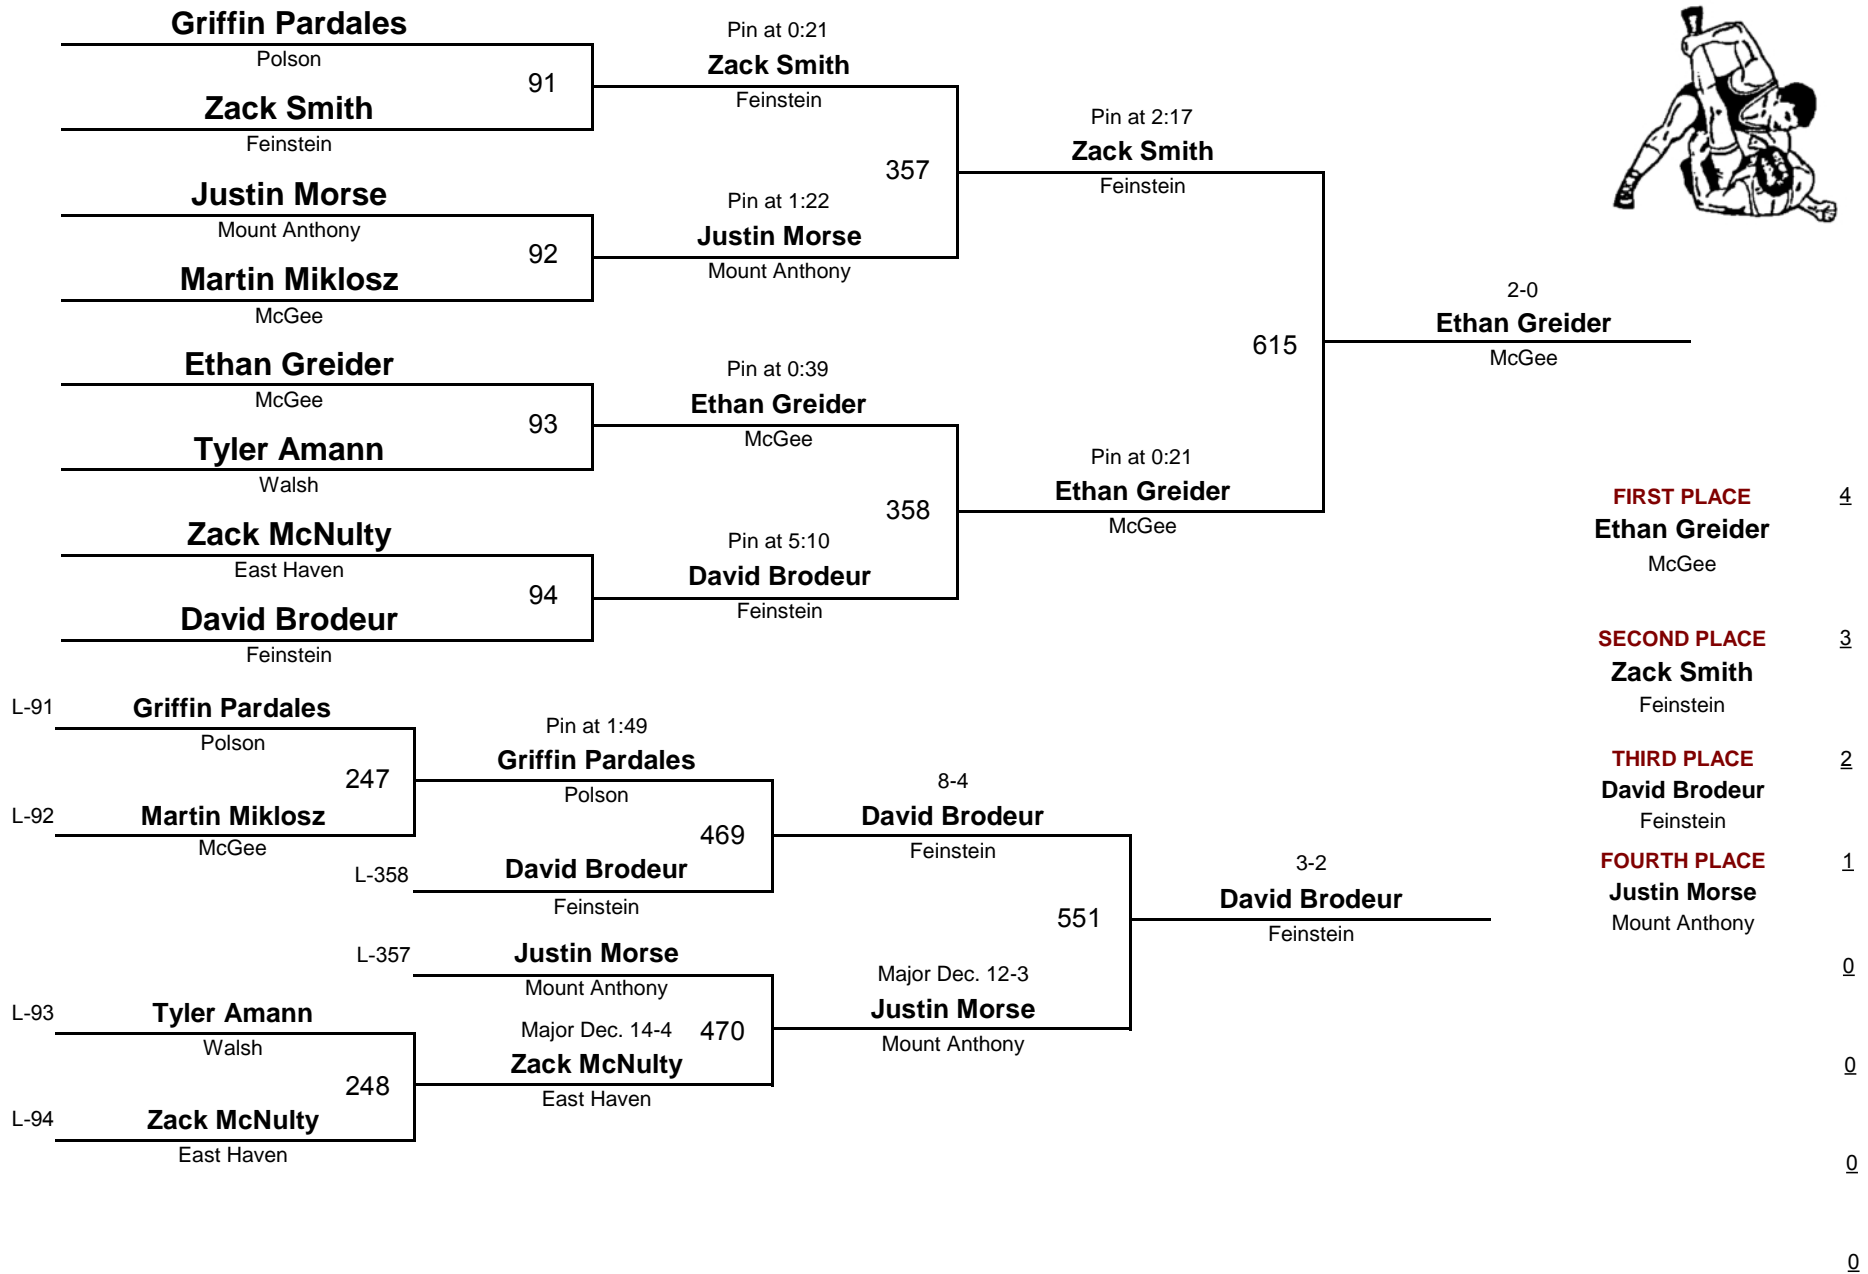 Griffin Pardales
Polson
91
Zack Smith
Feinstein
Justin Morse
Mount Anthony
92
Martin Miklosz
McGee
Ethan Greider
McGee
93
Tyler Amann
Walsh
Zack McNulty
East Haven
94
David Brodeur
Feinstein
Pin at 0:21
Zack Smith
Feinstein
357
Pin at 1:22
Justin Morse
Mount Anthony
Pin at 0:39
Ethan Greider
McGee
358
Pin at 5:10
David Brodeur
Feinstein
Pin at 2:17
Zack Smith
Feinstein
615
Pin at 0:21
Ethan Greider
McGee
2-0
Ethan Greider
McGee
L-91
Griffin Pardales
Polson
247
L-92
Martin Miklosz
McGee
L-93
Tyler Amann
Walsh
248
L-94
Zack McNulty
East Haven
Pin at 1:49
Griffin Pardales
Polson
469
L-358
David Brodeur
Feinstein
L-357
Justin Morse
Mount Anthony
Major Dec. 14-4
470
Zack McNulty
East Haven
8-4
David Brodeur
Feinstein
551
Major Dec. 12-3
Justin Morse
Mount Anthony
3-2
David Brodeur
Feinstein
FIRST PLACE 4
Ethan Greider
McGee
SECOND PLACE 3
Zack Smith
Feinstein
THIRD PLACE 2
David Brodeur
Feinstein
FOURTH PLACE 1
Justin Morse
Mount Anthony
0
0
0
0